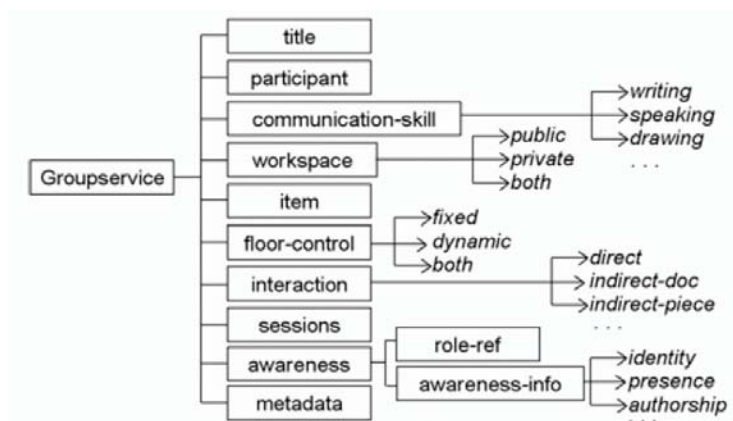 title
participant
communication-skill
writing
speaking
drawing
. . .
workspace
public
private
both
Groupservice
item
floor-control
fixed
dynamic
both
interaction
direct
indirect-doc
indirect-piece
. . .
sessions
awareness
role-ref
awareness-info
identity
presence
authorship
. . .
metadata